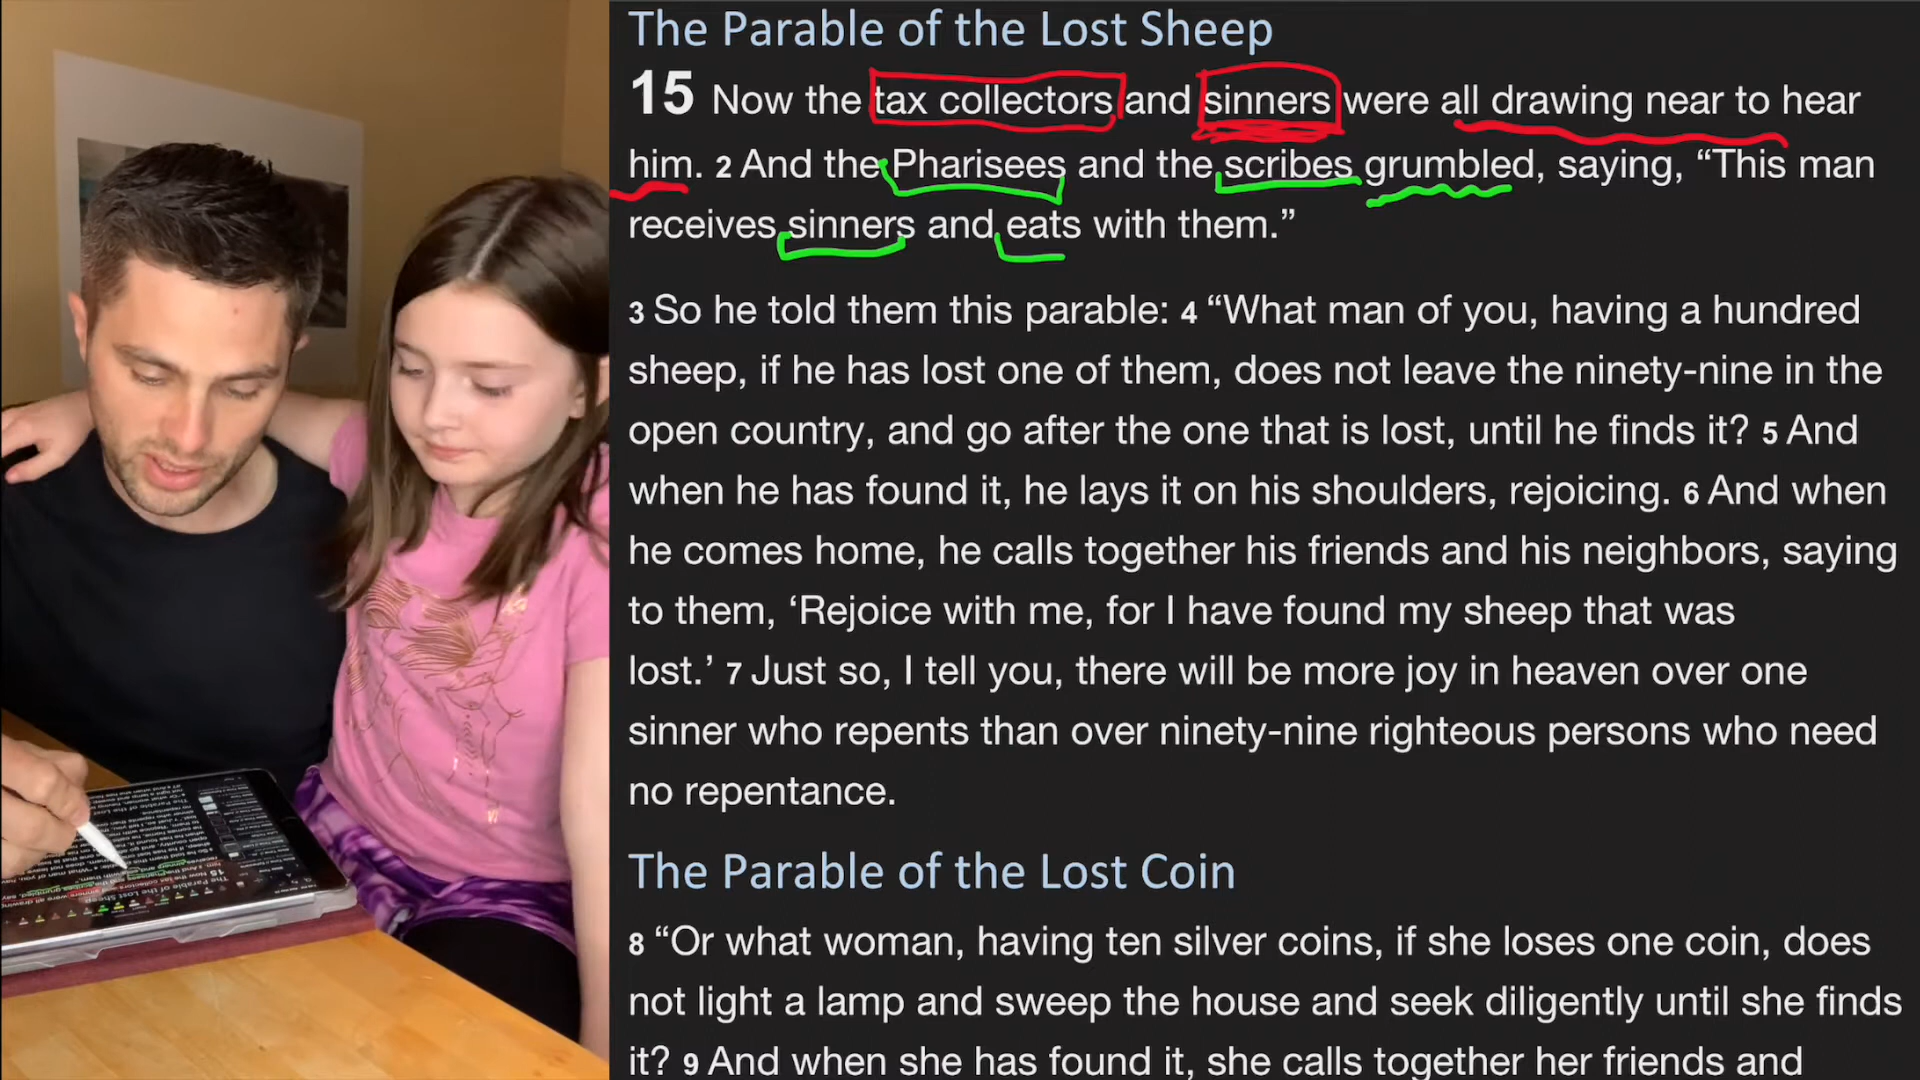 The Parable of the Lost Sheep
15 Now the tax collectors and sinners were all drawing near to hear
him. 2 And the Pharisees and the scribes grumbled, saying, “This man
receives sinners and eats with them.”
3 So he told them this parable: 4 “What man of you, having a hundred
sheep, if he has lost one of them, does not leave the ninety-nine in the
open country, and go after the one that is lost, until he finds it? 5 And
when he has found it, he lays it on his shoulders, rejoicing. 6 And when
he comes home, he calls together his friends and his neighbors, saying
to them, ‘Rejoice with me, for I have found my sheep that was
lost.’ 7 Just so, I tell you, there will be more joy in heaven over one
sinner who repents than over ninety-nine righteous persons who need
no repentance.
The Parable of the Lost Coin
8 “Or what woman, having ten silver coins, if she loses one coin, does
not light a lamp and sweep the house and seek diligently until she finds
it? 9 And when she has found it, she calls together her friends and